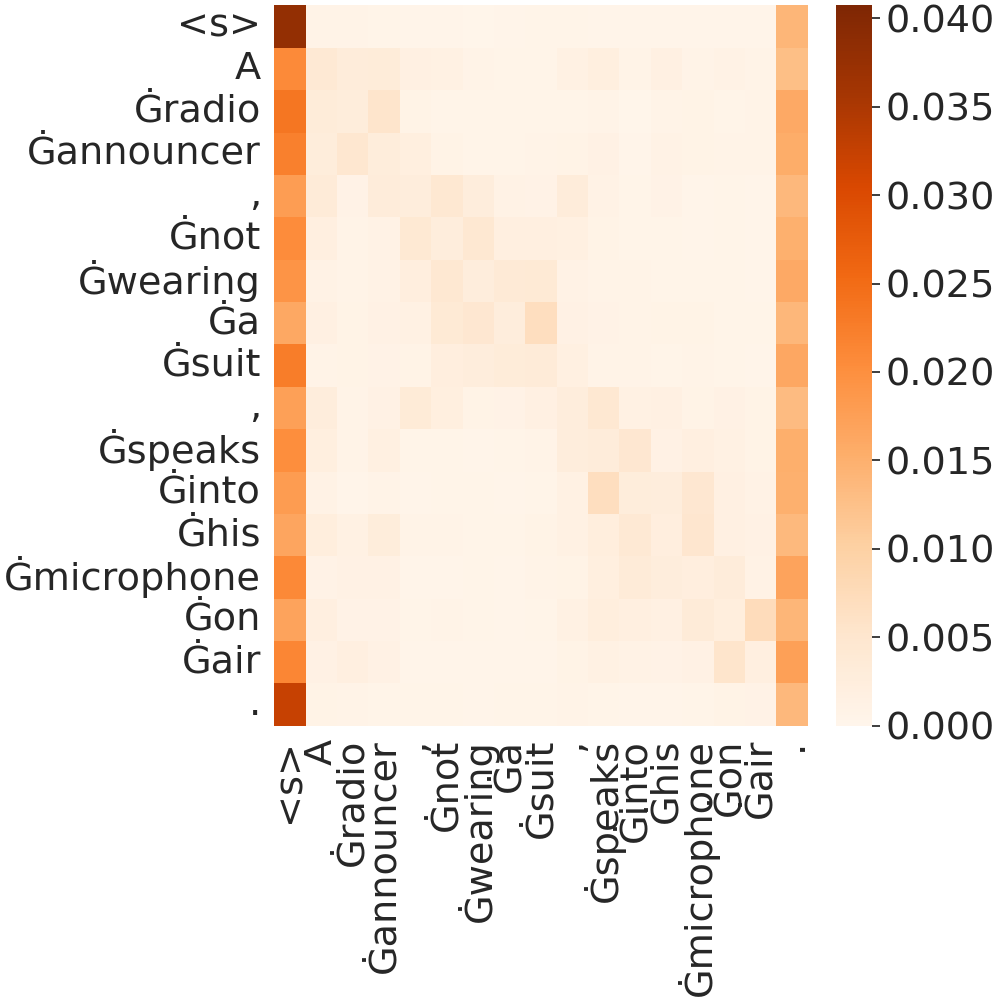 <s>
A
Ġradio
Ġannouncer
,
Ġnot
Ġwearing
Ġa
Ġsuit
,
Ġspeaks
Ġinto
Ġhis
Ġmicrophone
Ġon
Ġair
.
0.040
0.035
0.030
0.025
0.020
0.015
0.010
0.005
0.000
<s>
A
Ġradio
Ġannouncer
,
Ġnot
Ġwearing
Ġa
Ġsuit
,
Ġspeaks
Ġinto
Ġhis
Ġmicrophone
Ġon
Ġair
.